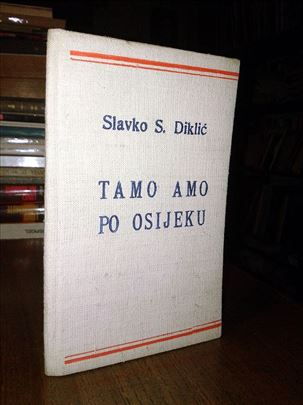 Slavko S. Diklić
TAMO AMO
PO OSIJEKU